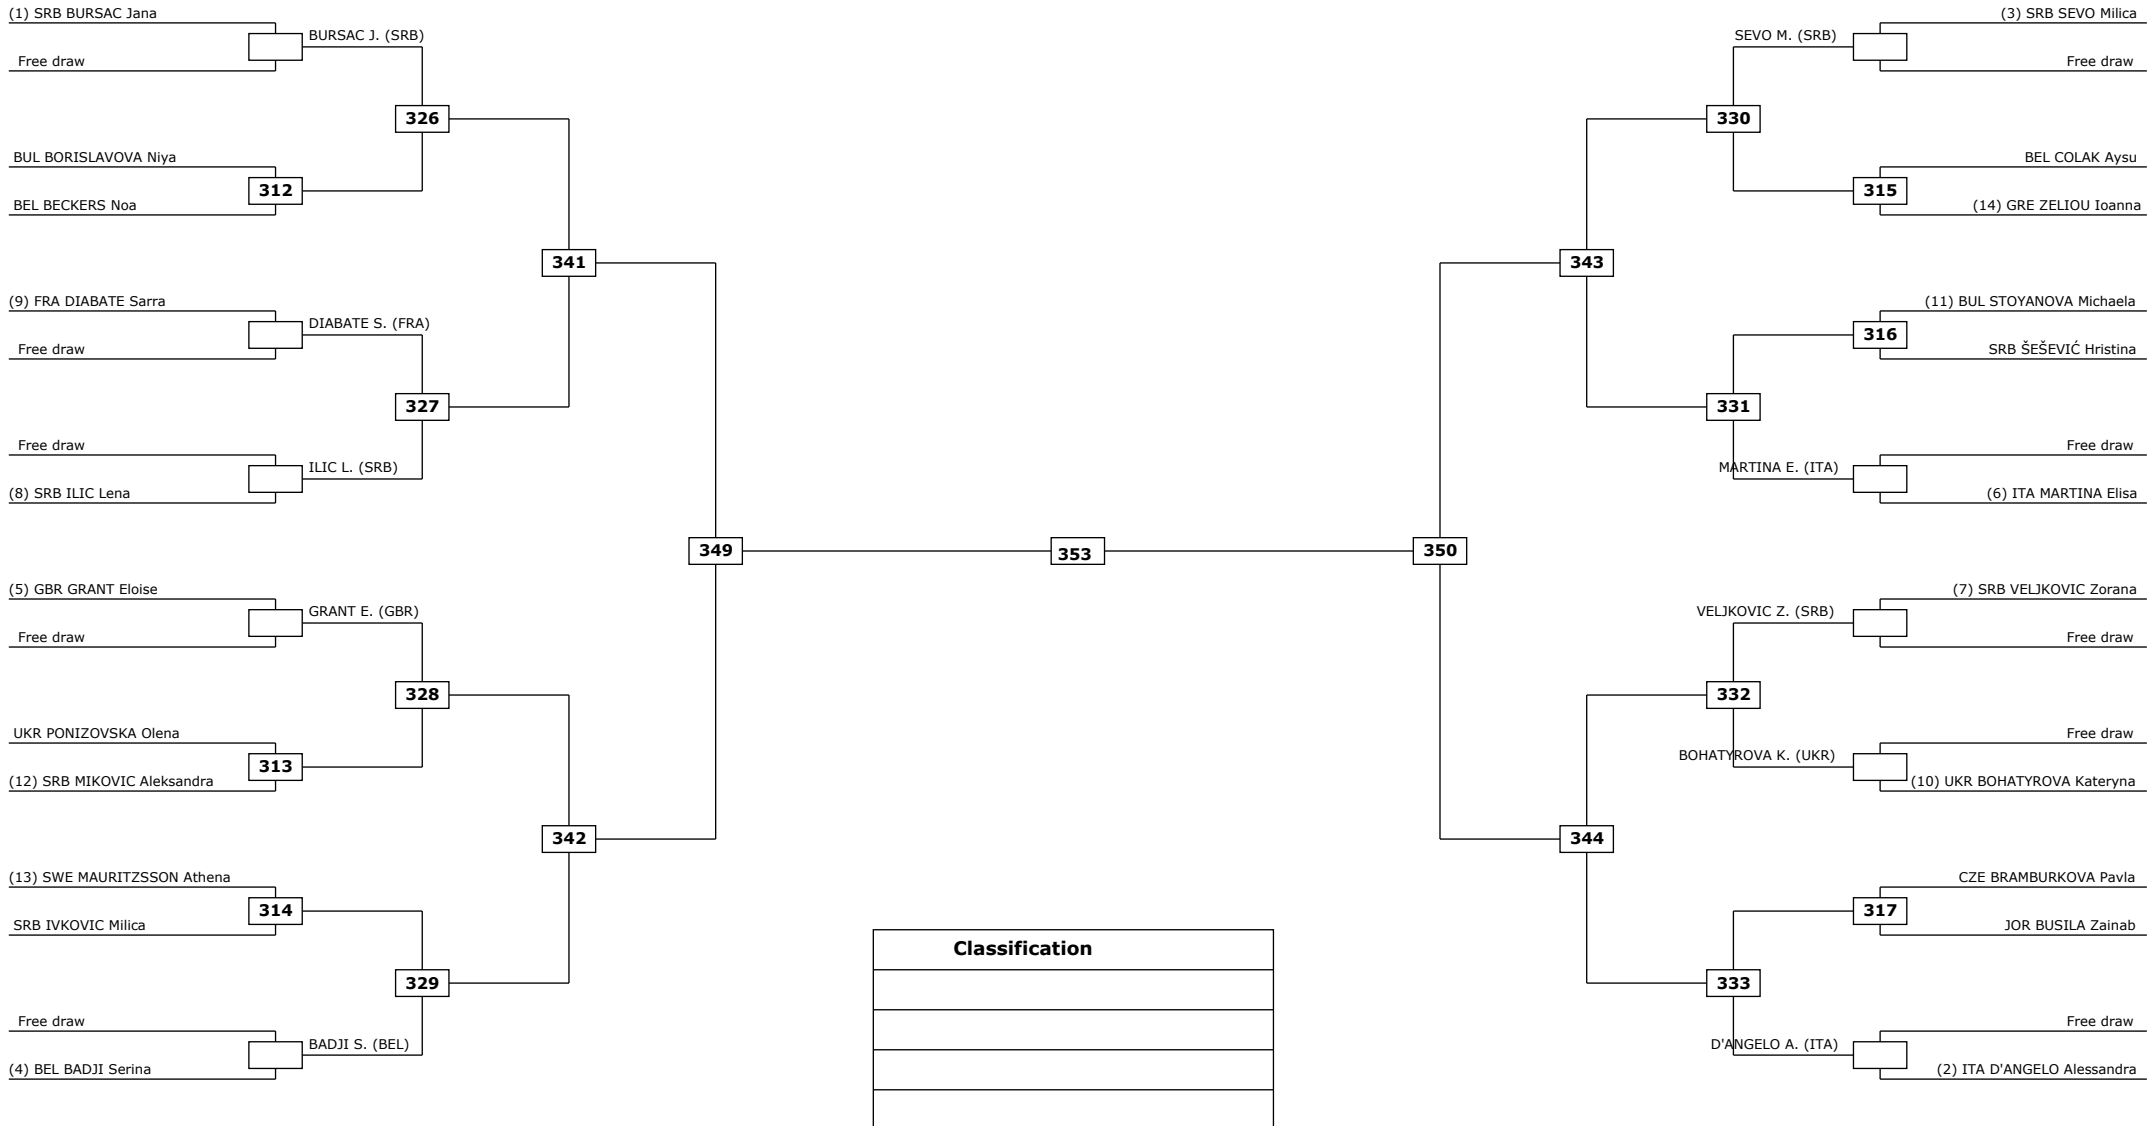 (1) SRB BURSAC Jana
BURSAC J. (SRB)
Free draw
326
BUL BORISLAVOVA Niya
312
BEL BECKERS Noa
341
(9) FRA DIABATE Sarra
DIABATE S. (FRA)
Free draw
327
Free draw
ILIC L. (SRB)
(8) SRB ILIC Lena
349
(5) GBR GRANT Eloise
GRANT E. (GBR)
Free draw
328
UKR PONIZOVSKA Olena
313
(12) SRB MIKOVIC Aleksandra
342
(13) SWE MAURITZSSON Athena
314
SRB IVKOVIC Milica
329
Free draw
BADJI S. (BEL)
(4) BEL BADJI Serina
353
(3) SRB SEVO Milica
SEVO M. (SRB)
Free draw
330
BEL COLAK Aysu
315
(14) GRE ZELIOU Ioanna
343
(11) BUL STOYANOVA Michaela
316
SRB ŠEŠEVIĆ Hristina
331
Free draw
MARTINA E. (ITA)
(6) ITA MARTINA Elisa
350
(7) SRB VELJKOVIC Zorana
VELJKOVIC Z. (SRB)
Free draw
332
Free draw
BOHATYROVA K. (UKR)
(10) UKR BOHATYROVA Kateryna
344
CZE BRAMBURKOVA Pavla
317
JOR BUSILA Zainab
333
Free draw
D'ANGELO A. (ITA)
(2) ITA D'ANGELO Alessandra
Classification